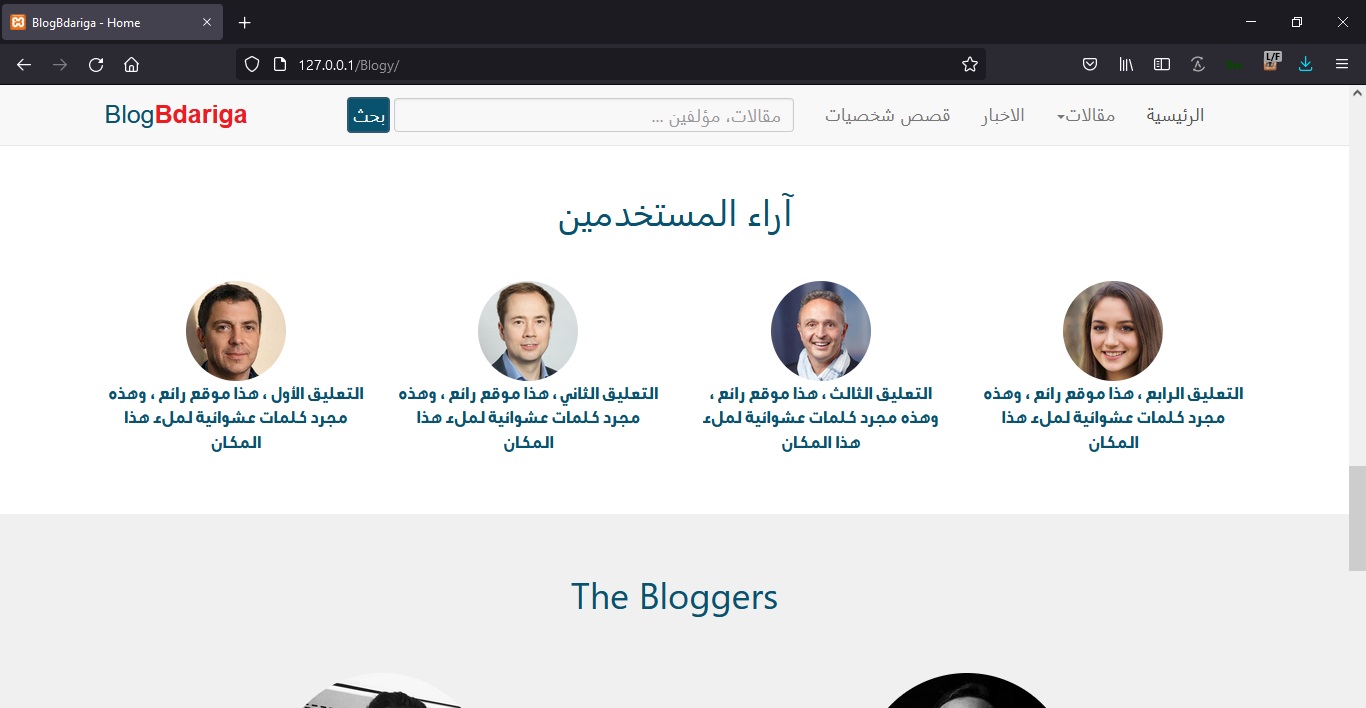 BlogBdariga - Home
127.0.0.1/Blogy/
BlogBdariga
الرئيسية
مقالات
الاخبار
قصص شخصيات
مقالات، مؤلفين ...
بحث
آراء المستخدمين
التعليق الرابع ، هذا موقع رائع ، وهذه
مجرد كلمات عشوائية لملء هذا
المكان
التعليق الثالث ، هذا موقع رائع ،
وهذه مجرد كلمات عشوائية لملء
هذا المكان
التعليق الثاني ، هذا موقع رائع ، وهذه
مجرد كلمات عشوائية لملء هذا
المكان
التعليق الأول ، هذا موقع رائع ، وهذه
مجرد كلمات عشوائية لملء هذا
المكان
The Bloggers